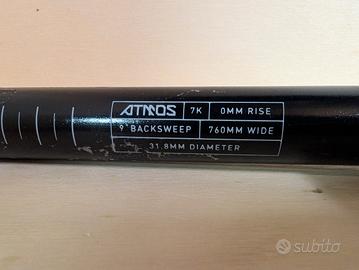 ATMOS 7K 0MM RISE
9° BACKSWEEP 760MM WIDE
31.8MM DIAMETER
subito